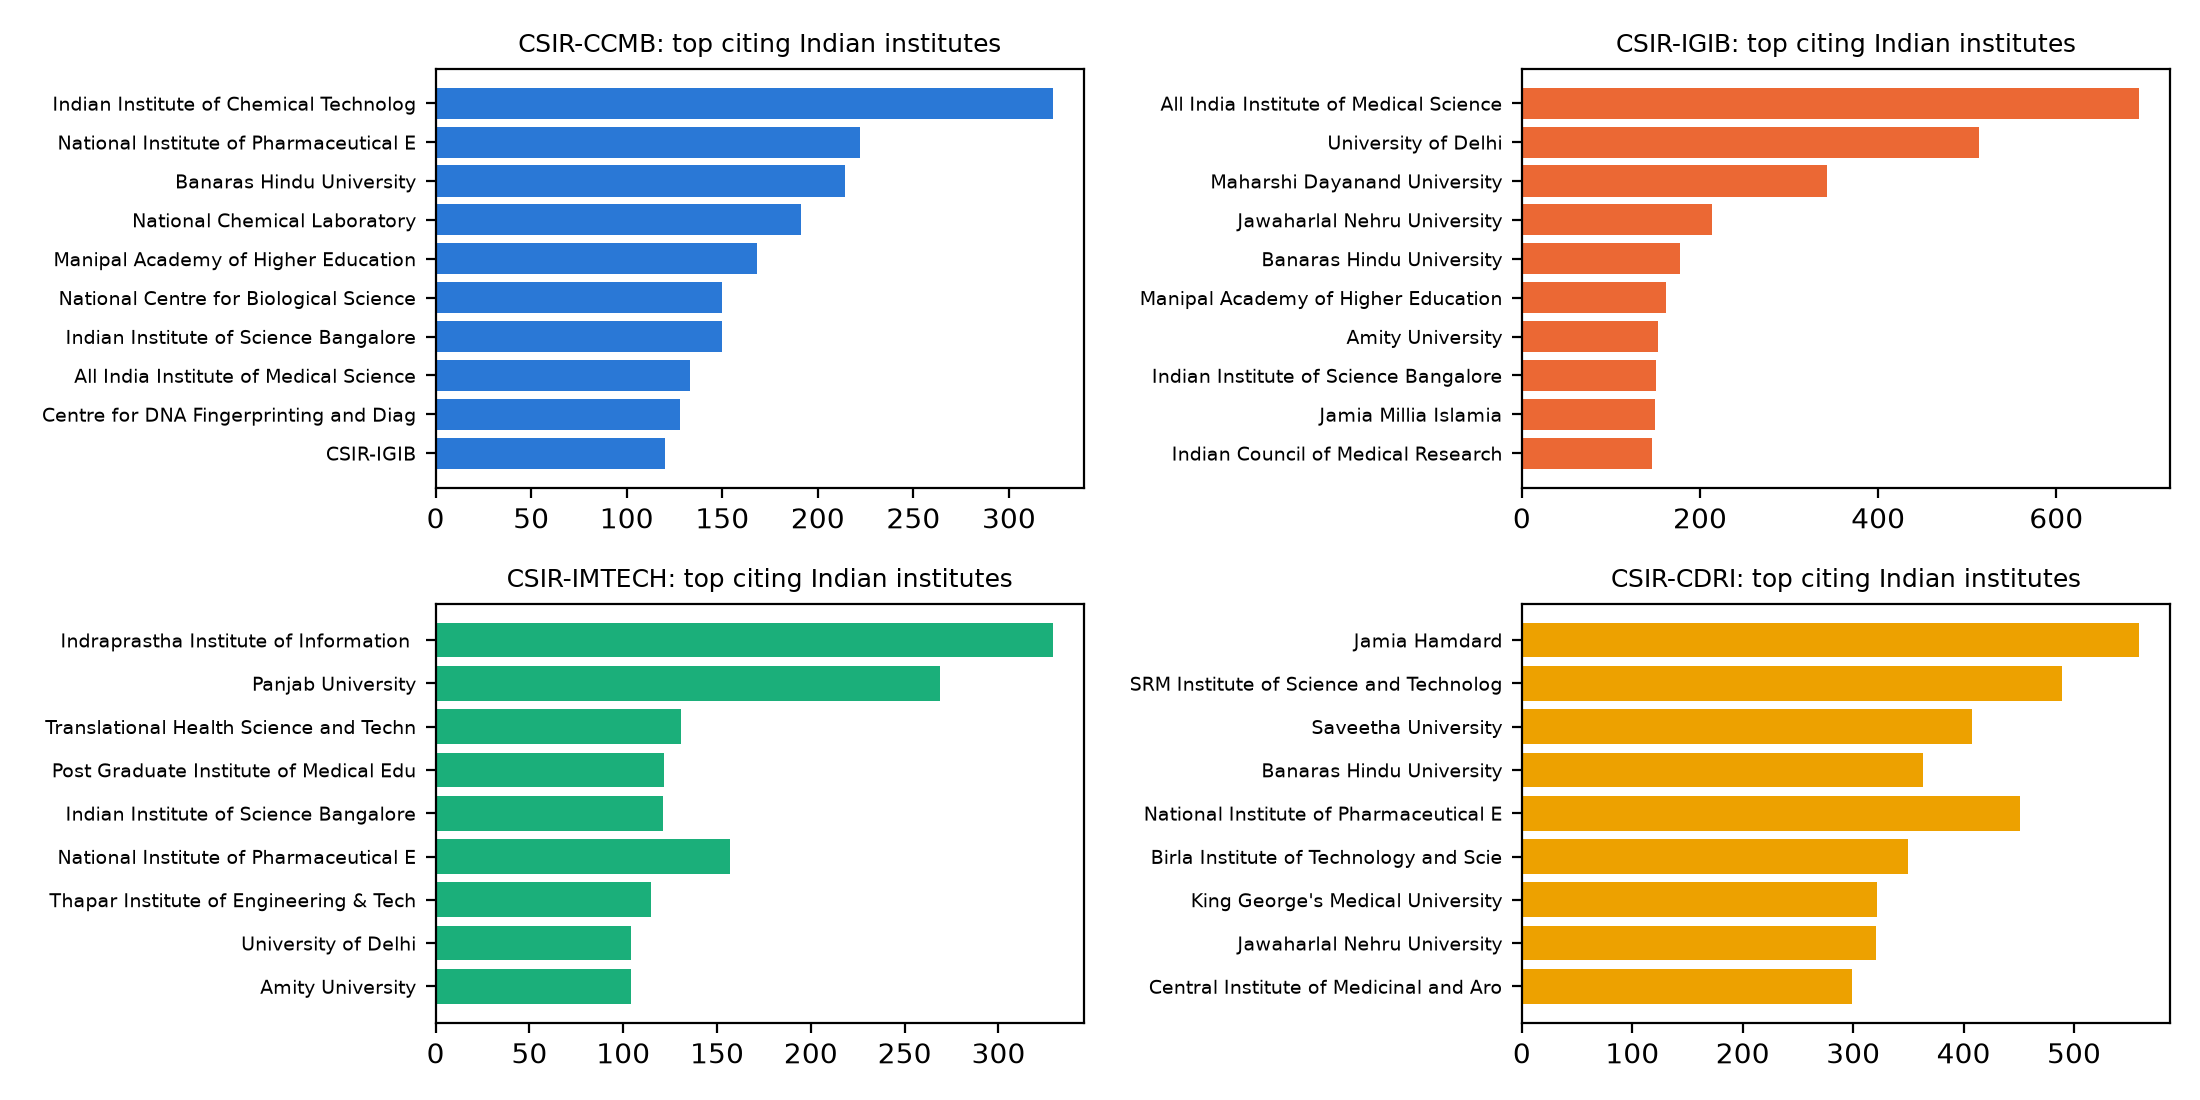 CSIR-CCMB: top citing Indian institutes
Indian Institute of Chemical Technolog
National Institute of Pharmaceutical E
Banaras Hindu University
National Chemical Laboratory
Manipal Academy of Higher Education
National Centre for Biological Science
Indian Institute of Science Bangalore
All India Institute of Medical Science
Centre for DNA Fingerprinting and Diag
CSIR-IGIB
0 50 100 150 200 250 300
CSIR-IGIB: top citing Indian institutes
All India Institute of Medical Science
University of Delhi
Maharshi Dayanand University
Jawaharlal Nehru University
Banaras Hindu University
Manipal Academy of Higher Education
Amity University
Indian Institute of Science Bangalore
Jamia Millia Islamia
Indian Council of Medical Research
0 200 400 600
CSIR-IMTECH: top citing Indian institutes
Indraprastha Institute of Information
Panjab University
Translational Health Science and Techn
Post Graduate Institute of Medical Edu
Indian Institute of Science Bangalore
National Institute of Pharmaceutical E
Thapar Institute of Engineering & Tech
University of Delhi
Amity University
0 50 100 150 200 250 300
CSIR-CDRI: top citing Indian institutes
Jamia Hamdard
SRM Institute of Science and Technolog
Saveetha University
Banaras Hindu University
National Institute of Pharmaceutical E
Birla Institute of Technology and Scie
King George's Medical University
Jawaharlal Nehru University
Central Institute of Medicinal and Aro
0 100 200 300 400 500